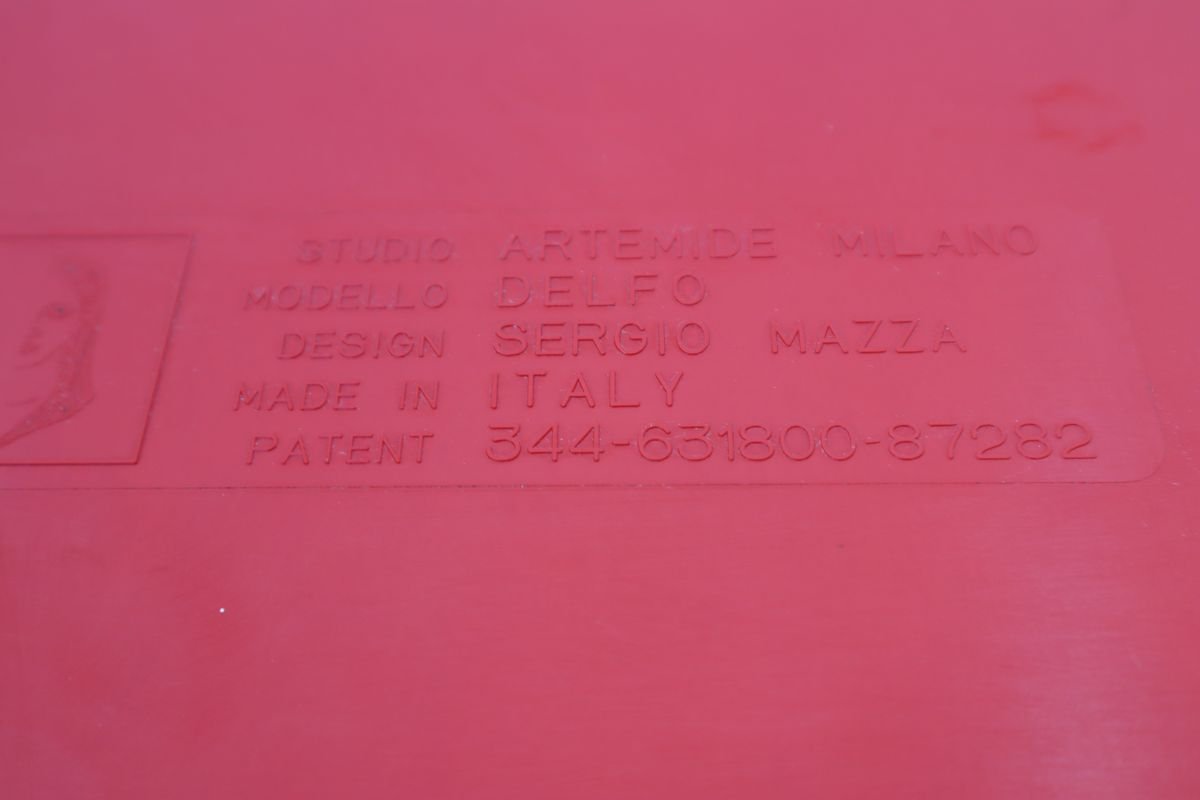 STUDIO ARTEMIDE MILANO
MODELLO DELFO
DESIGN SERGIO MAZZA
MADE IN ITALY
PATENT 344-631800-87282